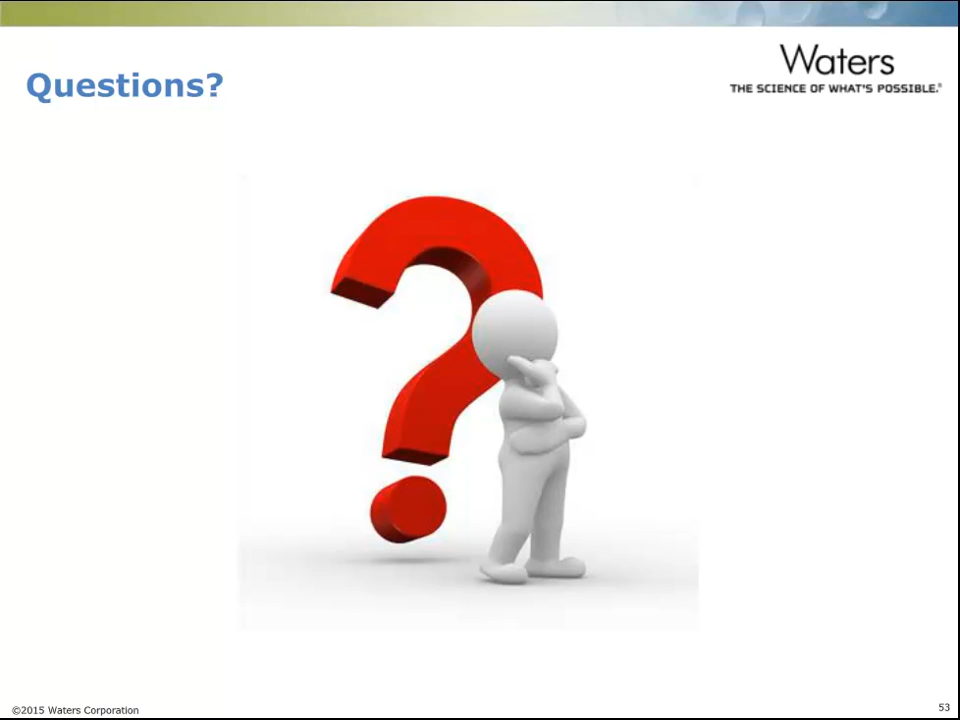 Questions?
Waters
THE SCIENCE OF WHAT'S POSSIBLE.®
©2015 Waters Corporation
53